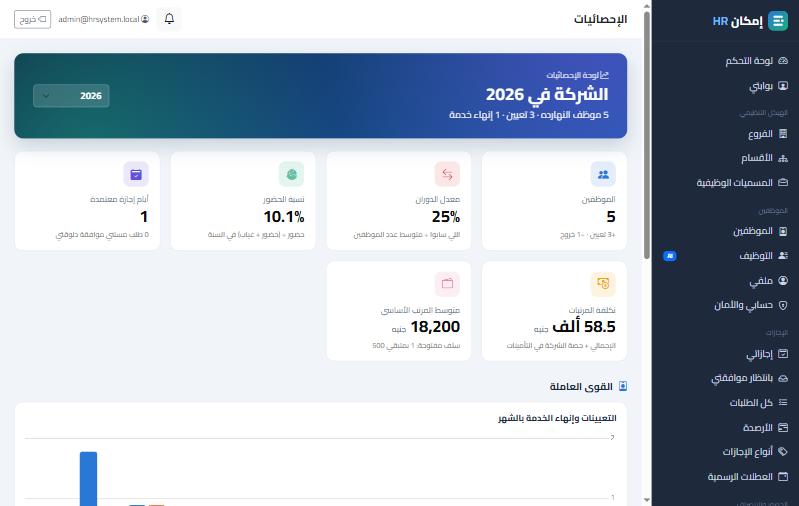 إمكان HR
لوحة التحكم
بوابتي
الهيكل التنظيمي
الفروع
الأقسام
المسميات الوظيفية
الموظفين
الموظفين
التوظيف
ملفي
حسابي والأمان
الإجازات
إجازاتي
بانتظار موافقتي
كل الطلبات
الأرصدة
أنواع الإجازات
العطلات الرسمية
الإحصائيات
admin@hrsystem.local
خروج
لوحة الإحصائيات
الشركة في 2026
5 موظف النهارده · 3 تعيين · 1 إنهاء خدمة
2026
الموظفين
5
+3 تعيين · −1 خروج
معدل الدوران
25%
اللي سابوا ÷ متوسط عدد الموظفين
نسبة الحضور
10.1%
حضور ÷ (حضور + غياب) في السنة
أيام إجازة معتمدة
1
0 طلب مستني موافقة دلوقتي
تكلفة المرتبات
58.5 ألف جنيه
الإجمالي + حصة الشركة في التأمينات
متوسط المرتب الأساسي
18,200 جنيه
سلف مفتوحة: 1 بمتبقي 500
القوى العاملة
التعيينات وإنهاء الخدمة بالشهر
2
1